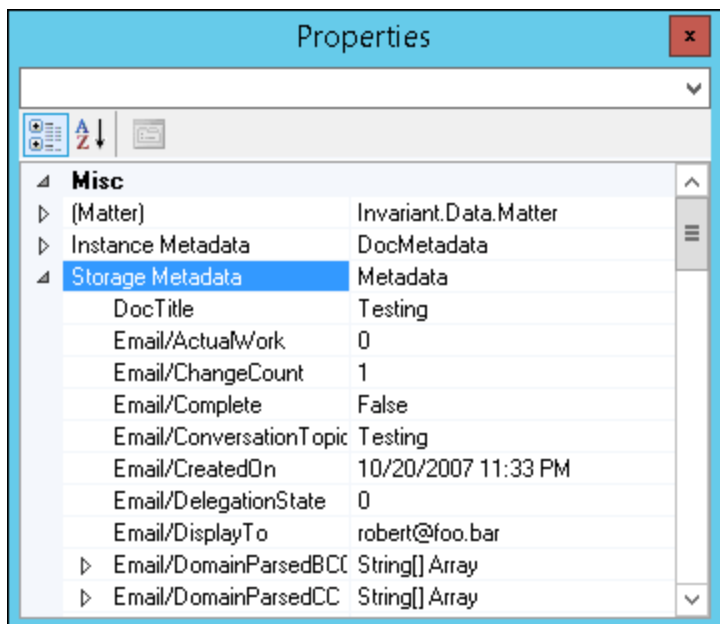 Properties
x
A
Z
Misc
(Matter) Invariant.Data.Matter
Instance Metadata DocMetadata
Storage Metadata Metadata
DocTitle Testing
Email/ActualWork 0
Email/ChangeCount 1
Email/Complete False
Email/ConversationTopic Testing
Email/CreatedOn 10/20/2007 11:33 PM
Email/DelegationState 0
Email/DisplayTo robert@foo.bar
Email/DomainParsedBCC String[] Array
Email/DomainParsedCC String[] Array